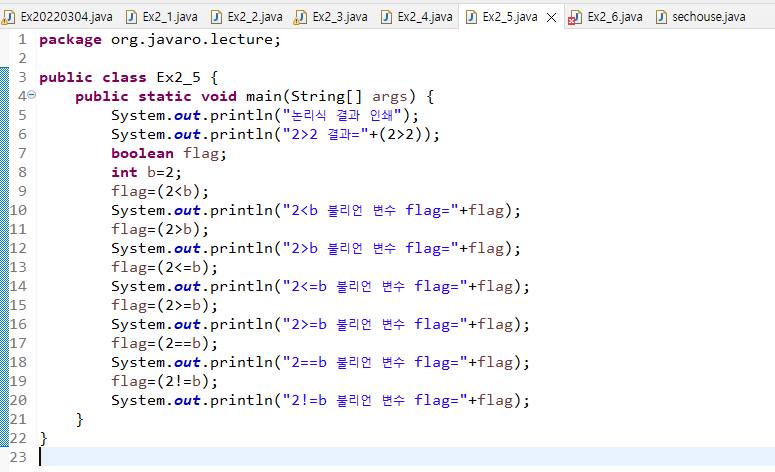 Ex20220304.java Ex2_1.java Ex2_2.java Ex2_3.java Ex2_4.java Ex2_5.java Ex2_6.java sechouse.java
1 package org.javaro.lecture;
2
3 public class Ex2_5 {
4     public static void main(String[] args) {
5         System.out.println("논리식 결과 인쇄");
6         System.out.println("2>2 결과="+(2>2));
7         boolean flag;
8         int b=2;
9         flag=(2<b);
10         System.out.println("2<b 불리언 변수 flag="+flag);
11         flag=(2>b);
12         System.out.println("2>b 불리언 변수 flag="+flag);
13         flag=(2<=b);
14         System.out.println("2<=b 불리언 변수 flag="+flag);
15         flag=(2>=b);
16         System.out.println("2>=b 불리언 변수 flag="+flag);
17         flag=(2==b);
18         System.out.println("2==b 불리언 변수 flag="+flag);
19         flag=(2!=b);
20         System.out.println("2!=b 불리언 변수 flag="+flag);
21     }
22 }
23